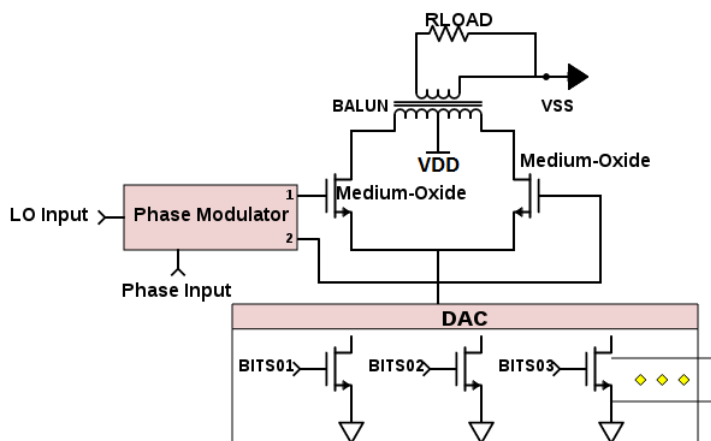 RLOAD
BALUN
VSS
VDD
Medium-Oxide
Medium-Oxide
LO Input
Phase Modulator
1
2
Phase Input
DAC
BITS01
BITS02
BITS03